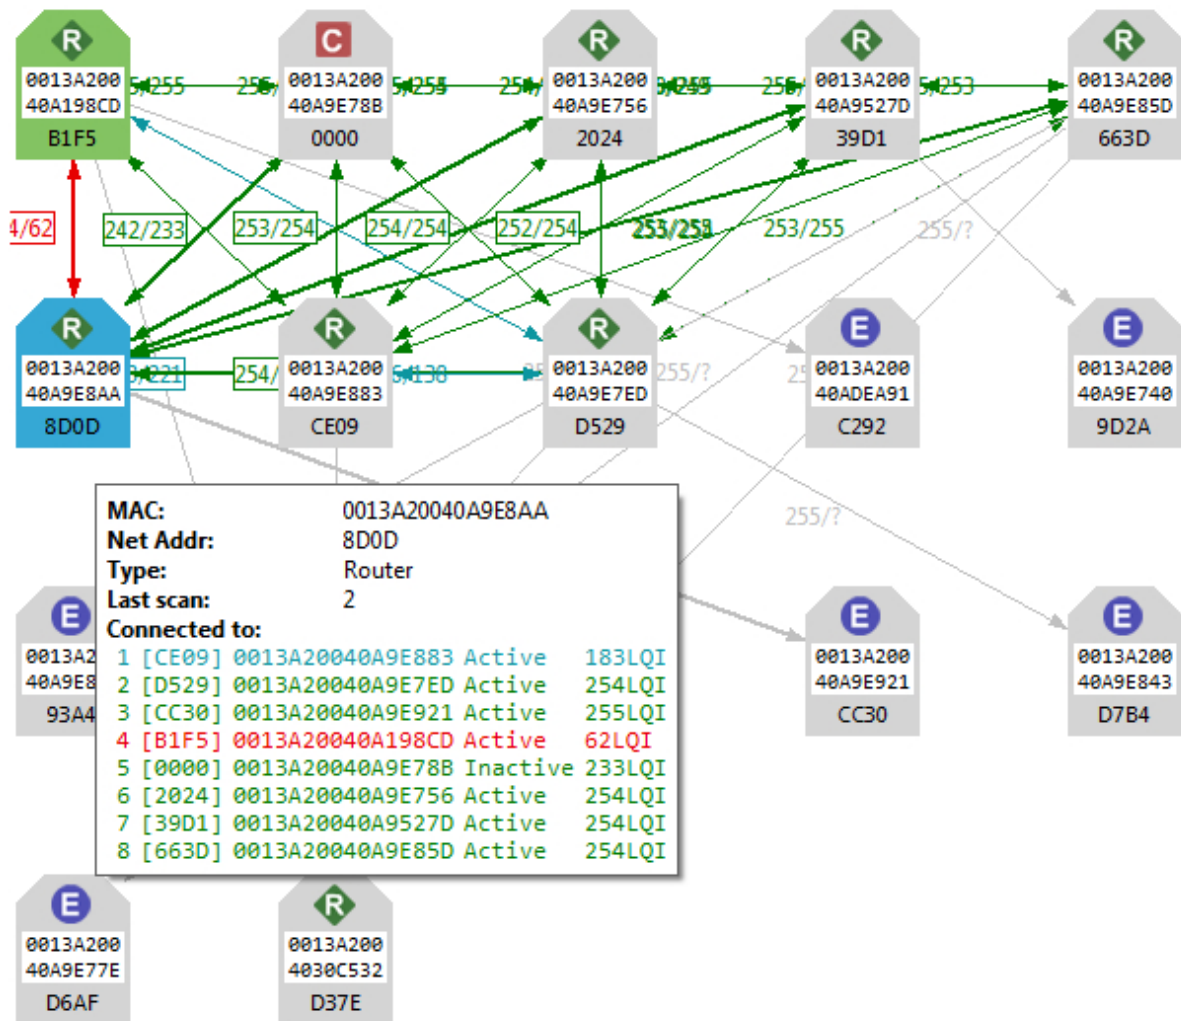 R C R R R
0013A200 0013A200 0013A200 0013A200 0013A200
40A198CD 40A9E78B 40A9E756 40A9527D 40A9E85D
B1F5 0000 2024 39D1 663D
4/62 242/233 253/254 254/254 252/254 253/255 255/?
R R R E E
0013A200 0013A200 0013A200 0013A200 0013A200
40A9E8AA 40A9E883 40A9E7ED 40ADEA91 40A9E740
/221 254/ /138 255/?
8D0D CE09 D529 C292 9D2A
255/?
MAC: 0013A20040A9E8AA
Net Addr: 8D0D
Type: Router
Last scan: 2
Connected to:
1 [CE09] 0013A20040A9E883 Active 183LQI
2 [D529] 0013A20040A9E7ED Active 254LQI
3 [CC30] 0013A20040A9E921 Active 255LQI
4 [B1F5] 0013A20040A198CD Active 62LQI
5 [0000] 0013A20040A9E78B Inactive 233LQI
6 [2024] 0013A20040A9E756 Active 254LQI
7 [39D1] 0013A20040A9527D Active 254LQI
8 [663D] 0013A20040A9E85D Active 254LQI
E E E
0013A2 0013A200 0013A200
40A9E8 40A9E921 40A9E843
93A4 CC30 D7B4
E R
0013A200 0013A200
40A9E77E 4030C532
D6AF D37E